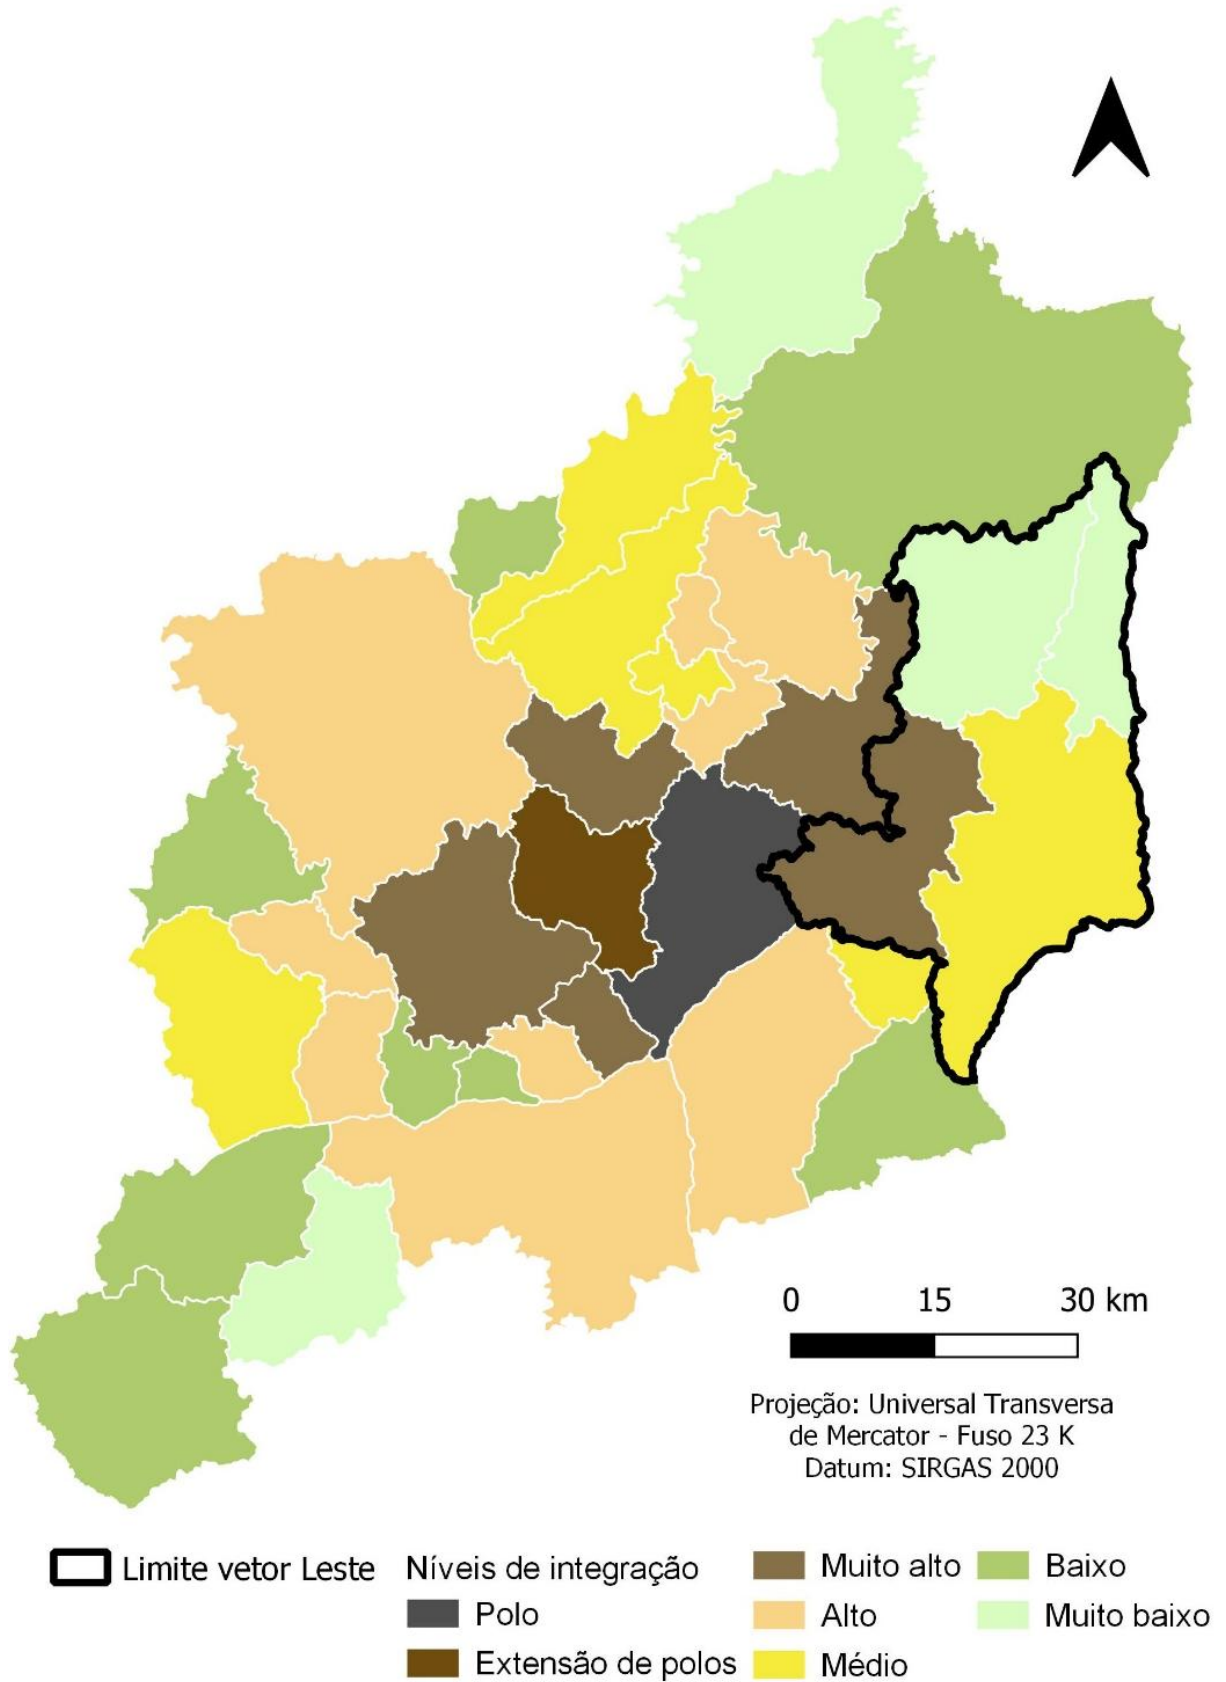 0 15 30 km
Projeção: Universal Transversa
de Mercator - Fuso 23 K
Datum: SIRGAS 2000
Limite vetor Leste
Níveis de integração
Polo
Extensão de polos
Muito alto
Alto
Médio
Baixo
Muito baixo